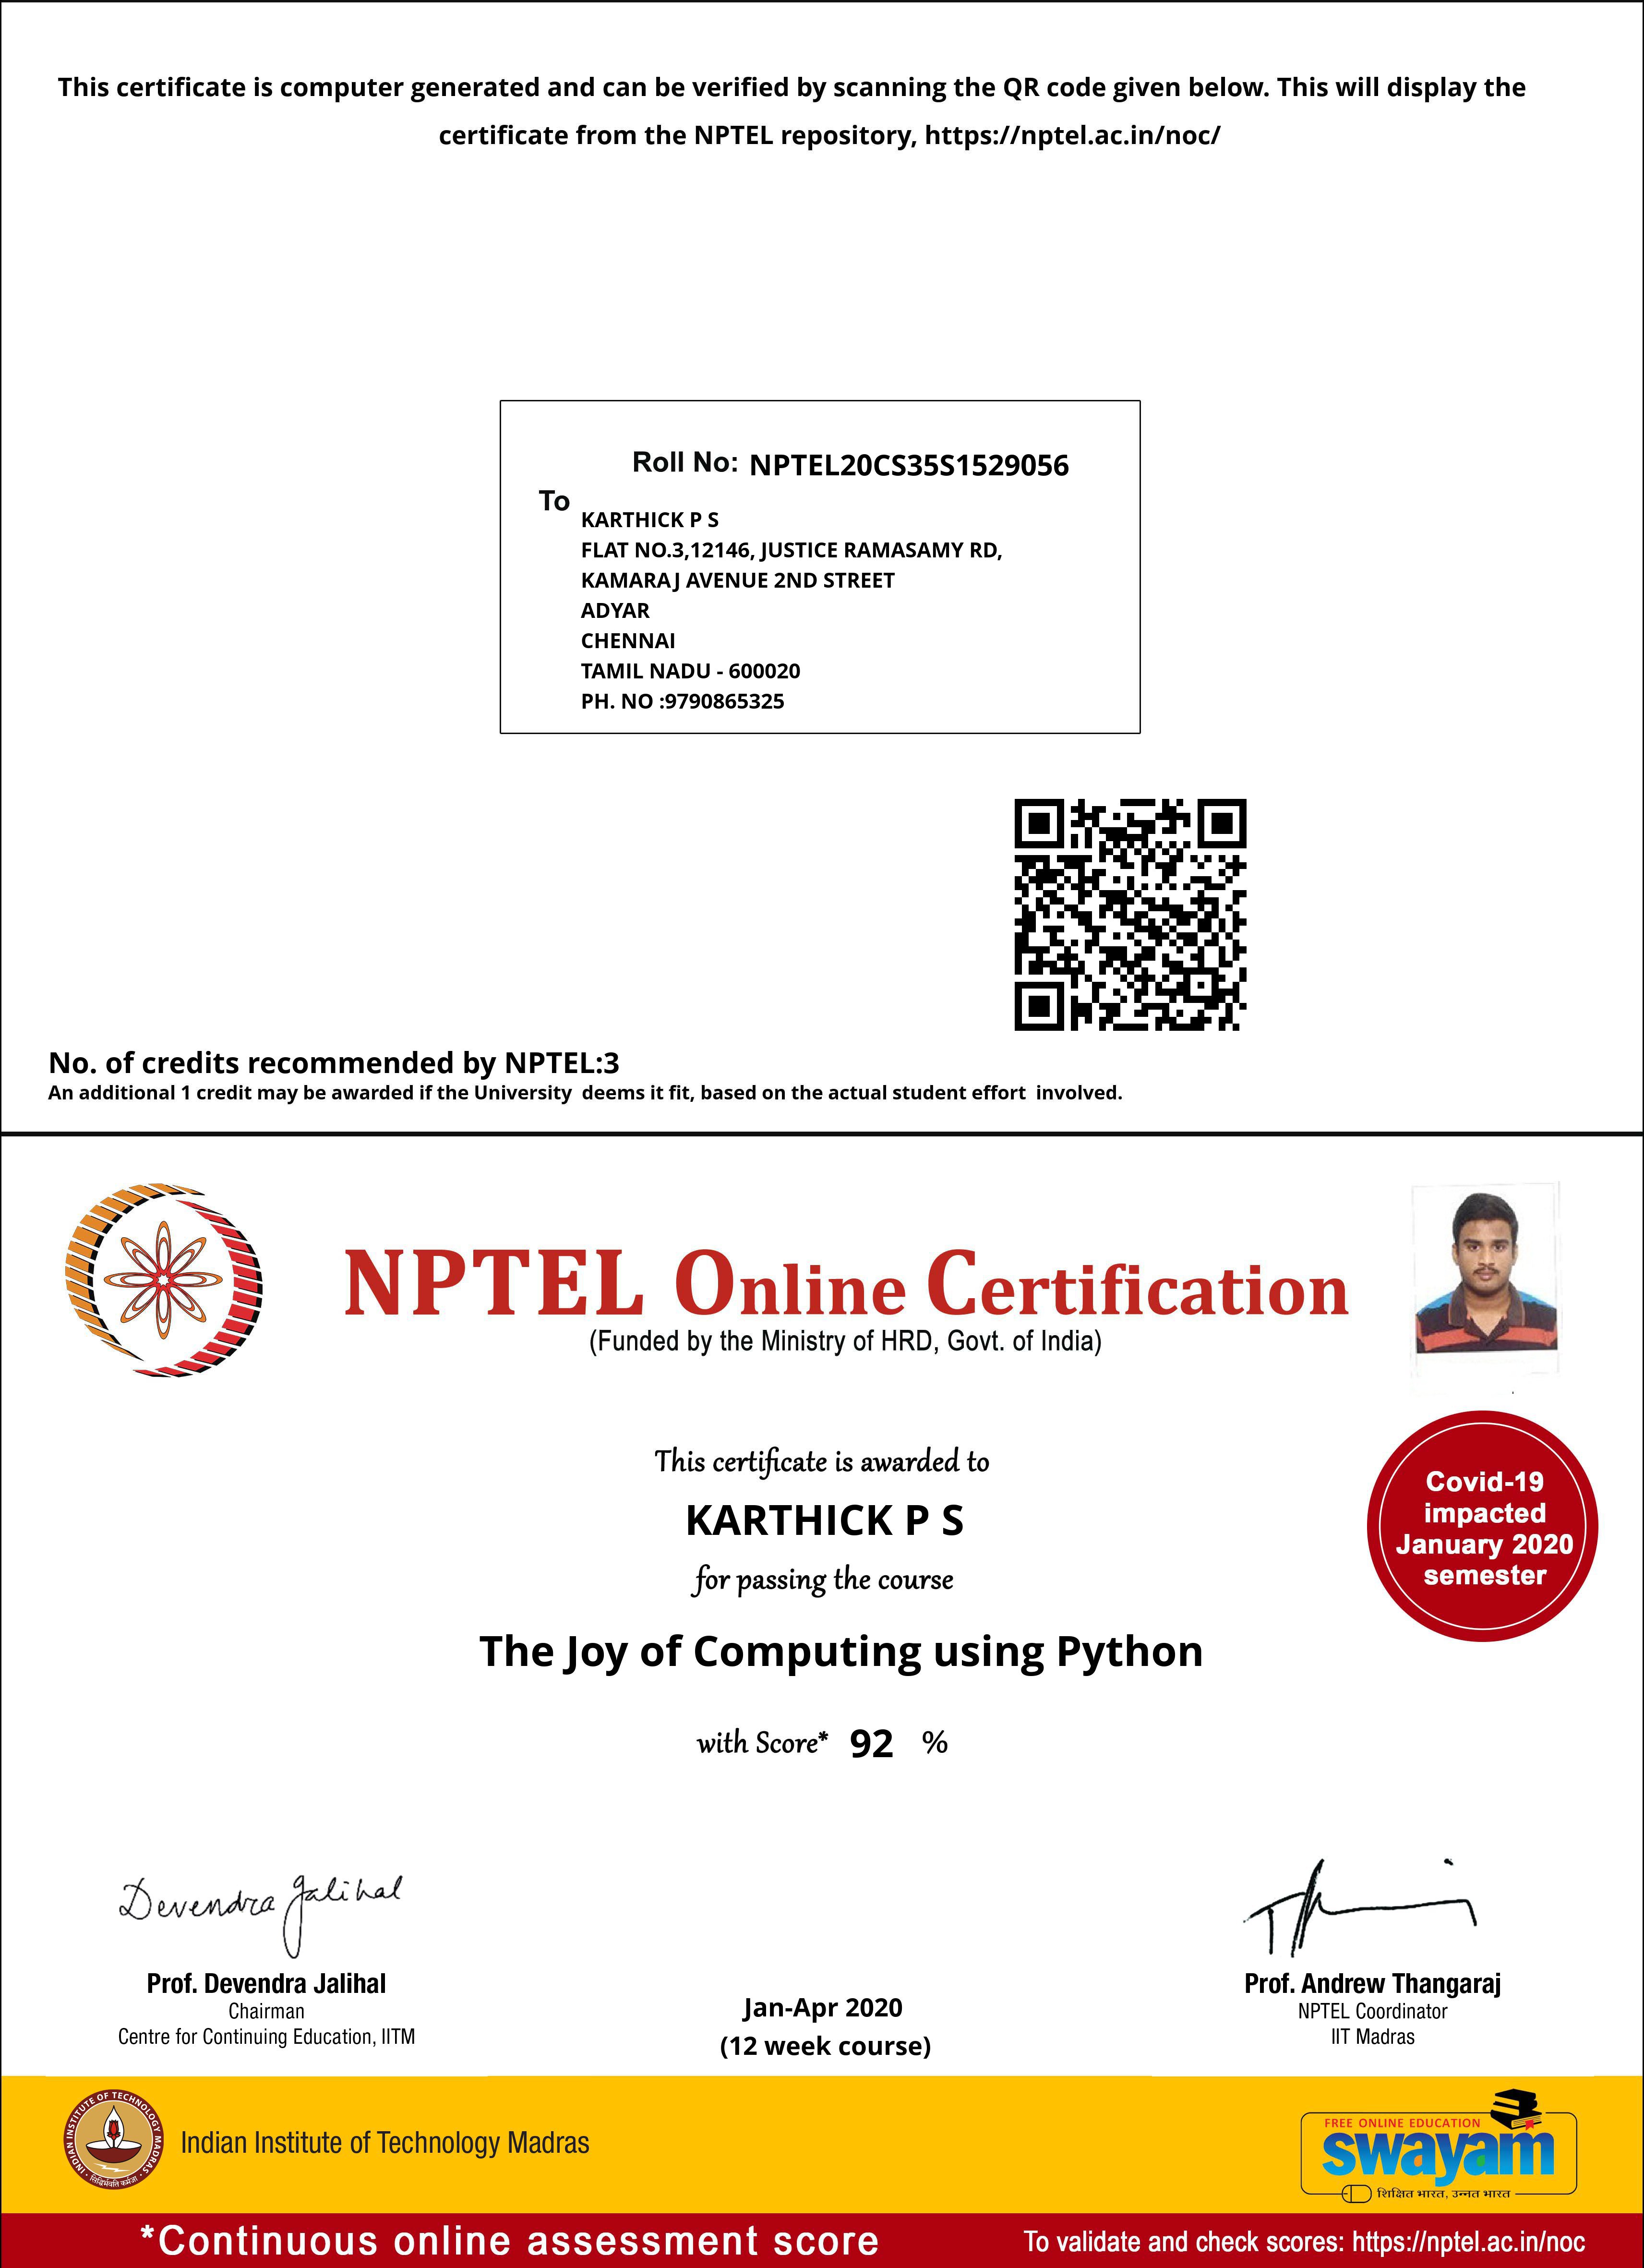 This certificate is computer generated and can be verified by scanning the QR code given below. This will display the
certificate from the NPTEL repository, https://nptel.ac.in/noc/
Roll No: NPTEL20CS35S1529056
To
KARTHICK P S
FLAT NO.3,12146, JUSTICE RAMASAMY RD,
KAMARAJ AVENUE 2ND STREET
ADYAR
CHENNAI
TAMIL NADU - 600020
PH. NO :9790865325
No. of credits recommended by NPTEL:3
An additional 1 credit may be awarded if the University deems it fit, based on the actual student effort involved.
NPTEL Online Certification
(Funded by the Ministry of HRD, Govt. of India)
This certificate is awarded to
KARTHICK P S
for passing the course
The Joy of Computing using Python
with Score* 92 %
Covid-19
impacted
January 2020
semester
Devendra Jalihal
Prof. Devendra Jalihal
Chairman
Centre for Continuing Education, IITM
Jan-Apr 2020
(12 week course)
Prof. Andrew Thangaraj
NPTEL Coordinator
IIT Madras
INDIAN INSTITUTE OF TECHNOLOGY MADRAS
सिद्धिर्भवति कर्मजा
Indian Institute of Technology Madras
FREE ONLINE EDUCATION
swayam
शिक्षित भारत, उन्नत भारत
*Continuous online assessment score
To validate and check scores: https://nptel.ac.in/noc